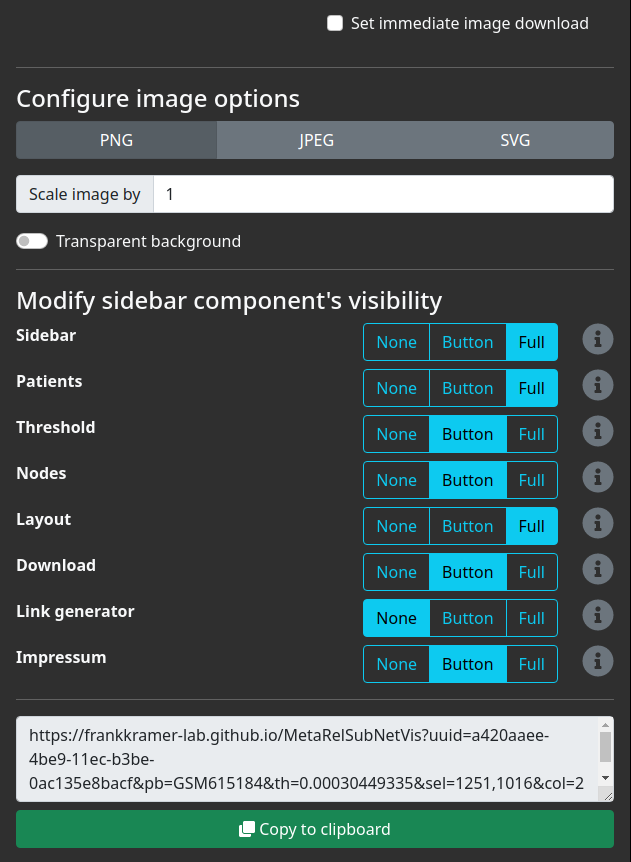 Set immediate image download
Configure image options
PNG JPEG SVG
Scale image by 1
Transparent background
Modify sidebar component's visibility
Sidebar None Button Full
Patients None Button Full
Threshold None Button Full
Nodes None Button Full
Layout None Button Full
Download None Button Full
Link generator None Button Full
Impressum None Button Full
https://frankkramer-lab.github.io/MetaRelSubNetVis?uuid=a420aaee-
4be9-11ec-b3be-
0ac135e8bacf&pb=GSM615184&th=0.00030449335&sel=1251,1016&col=2
Copy to clipboard